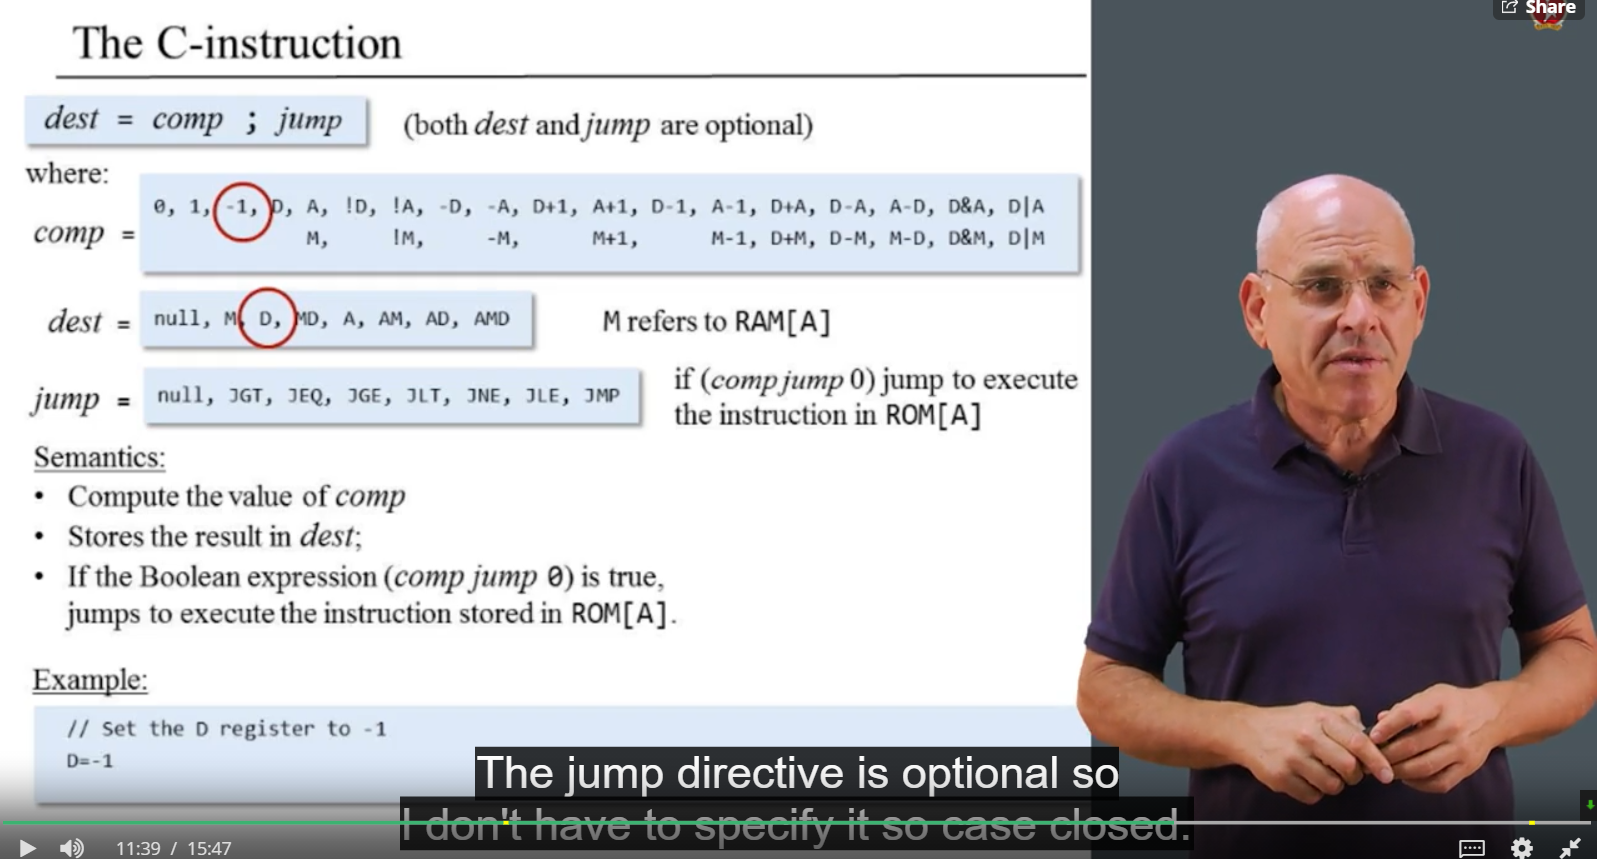 Share
The C-instruction
dest = comp ; jump (both dest and jump are optional)
where:
comp =
0, 1, -1, D, A, !D, !A, -D, -A, D+1, A+1, D-1, A-1, D+A, D-A, A-D, D&A, D|A
M, !M, -M, M+1, M-1, D+M, D-M, M-D, D&M, D|M
dest = null, M, D, MD, A, AM, AD, AMD M refers to RAM[A]
jump = null, JGT, JEQ, JGE, JLT, JNE, JLE, JMP
if (comp jump 0) jump to execute
the instruction in ROM[A]
Semantics:
• Compute the value of comp
• Stores the result in dest;
• If the Boolean expression (comp jump 0) is true,
jumps to execute the instruction stored in ROM[A].
Example:
// Set the D register to -1
D=-1
The jump directive is optional so
I don't have to specify it so case closed.
11:39 / 15:47